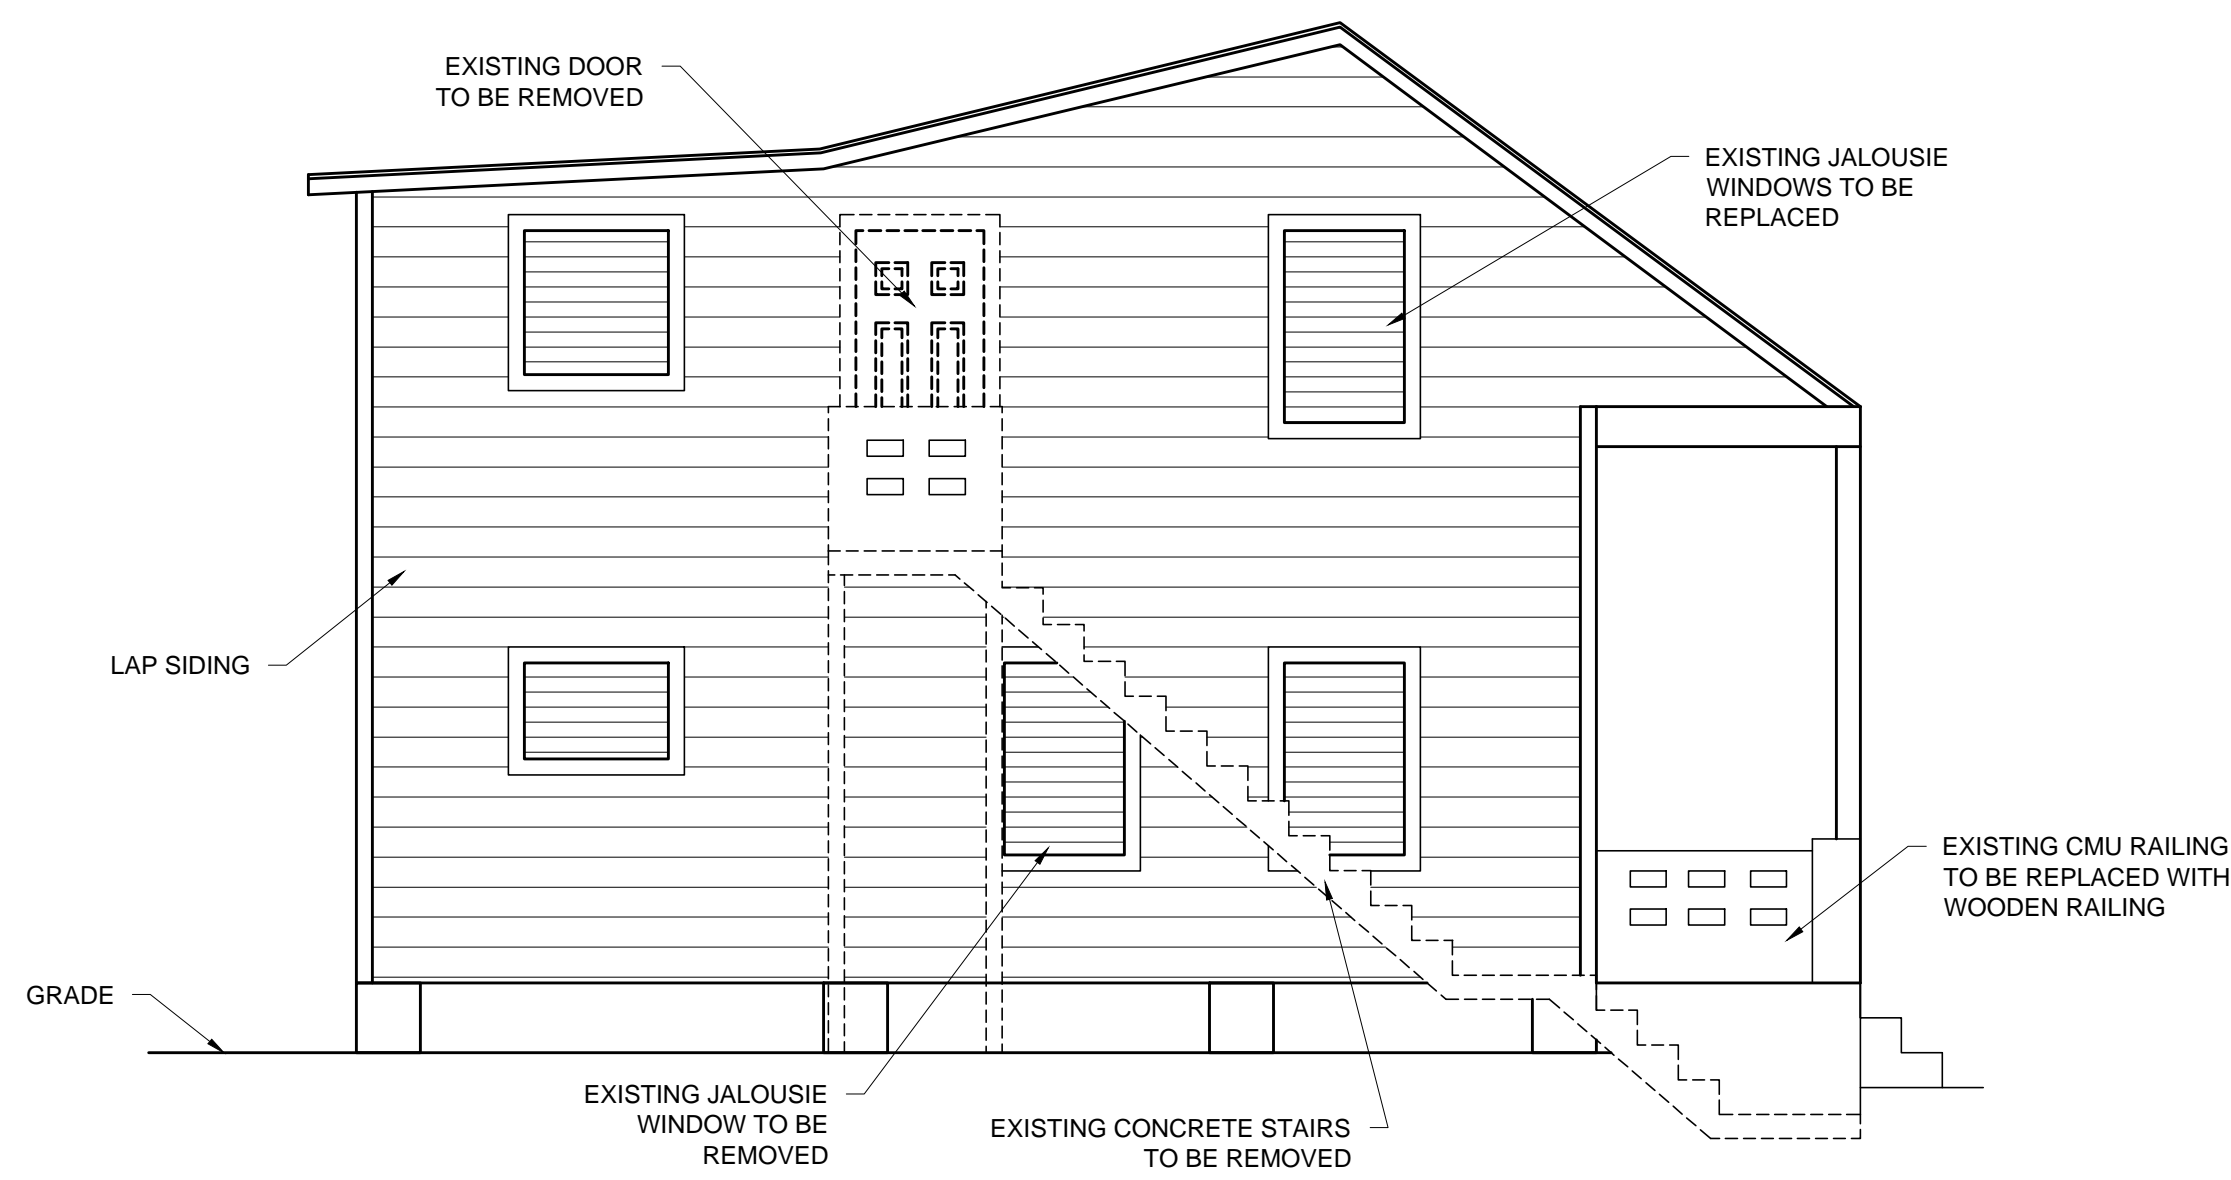 EXISTING DOOR
TO BE REMOVED
EXISTING JALOUSIE
WINDOWS TO BE
REPLACED
LAP SIDING
EXISTING CMU RAILING
TO BE REPLACED WITH
WOODEN RAILING
GRADE
EXISTING JALOUSIE
WINDOW TO BE
REMOVED
EXISTING CONCRETE STAIRS
TO BE REMOVED